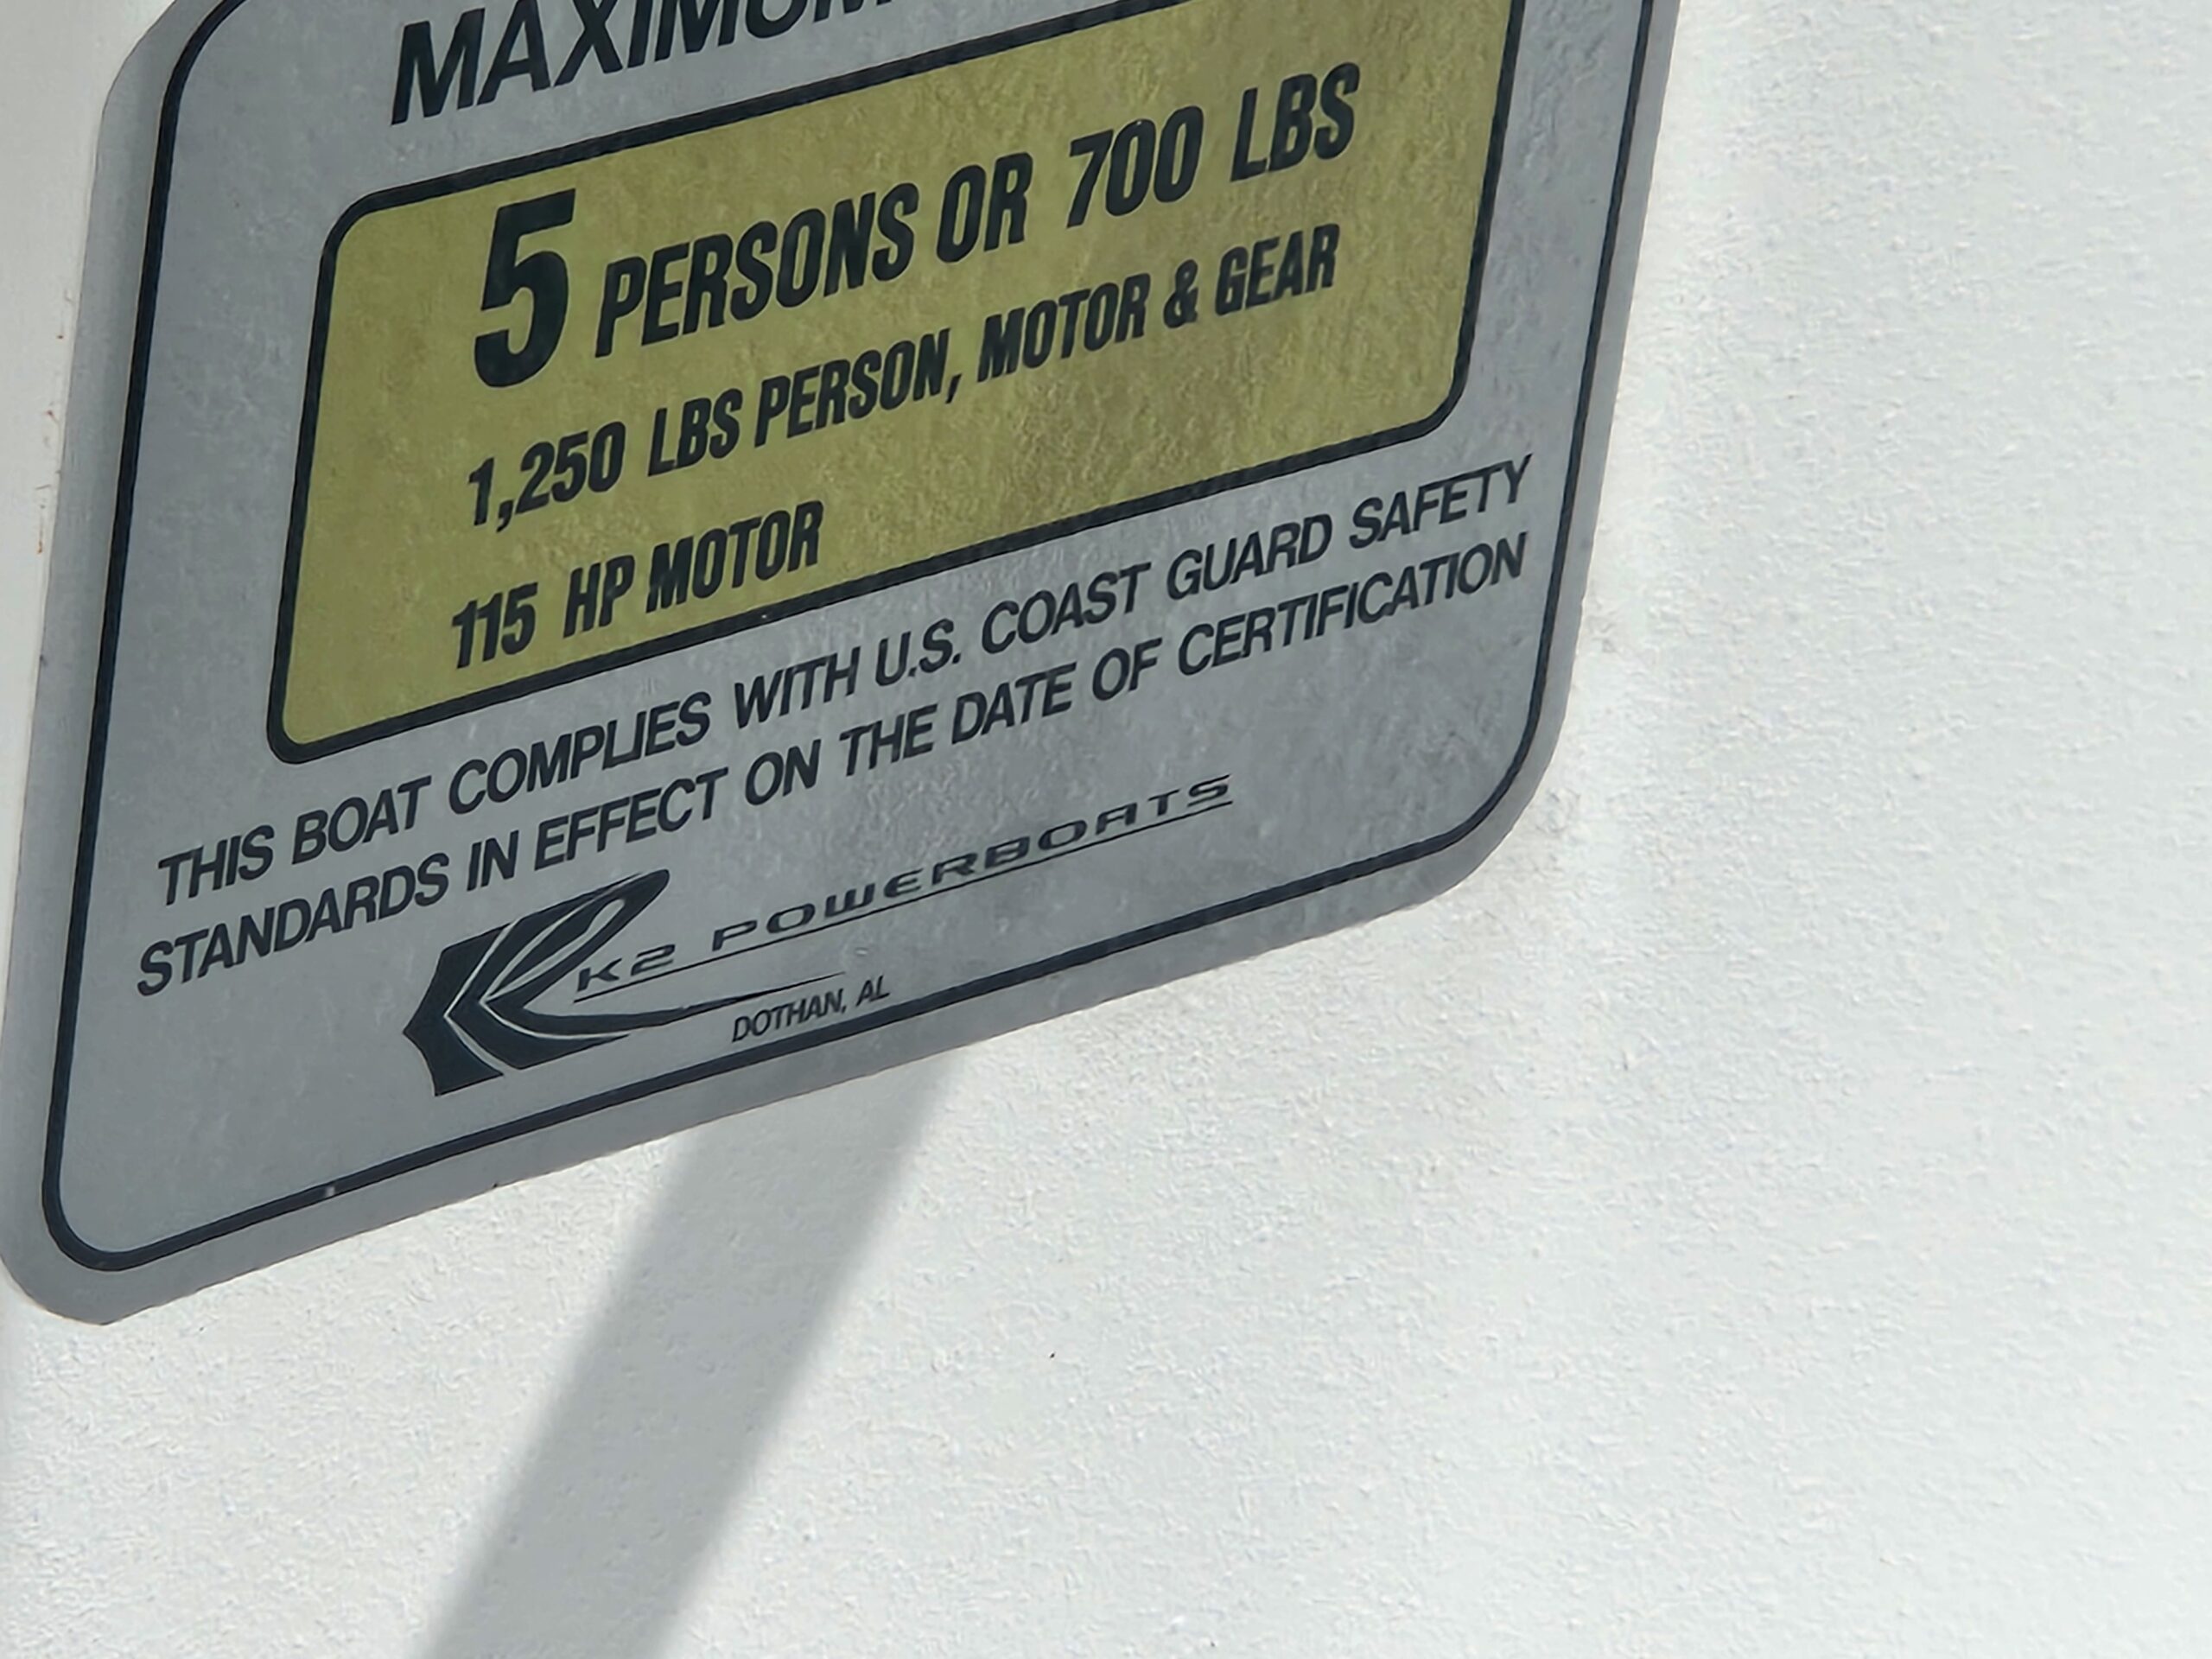 5 PERSONS OR 700 LBS
1,250 LBS PERSON, MOTOR & GEAR
115 HP MOTOR
THIS BOAT COMPLIES WITH U.S. COAST GUARD SAFETY
STANDARDS IN EFFECT ON THE DATE OF CERTIFICATION
K2 POWERBOATS
DOTHAN, AL